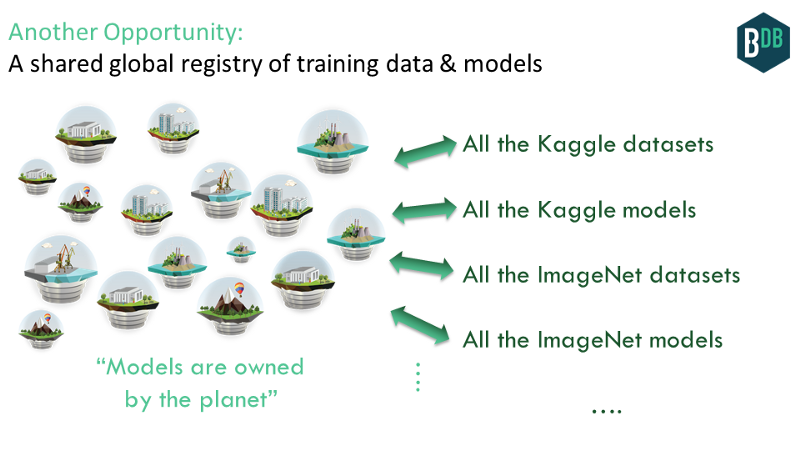 Another Opportunity:
A shared global registry of training data & models
BDB
All the Kaggle datasets
All the Kaggle models
All the ImageNet datasets
All the ImageNet models
“Models are owned
by the planet”
....